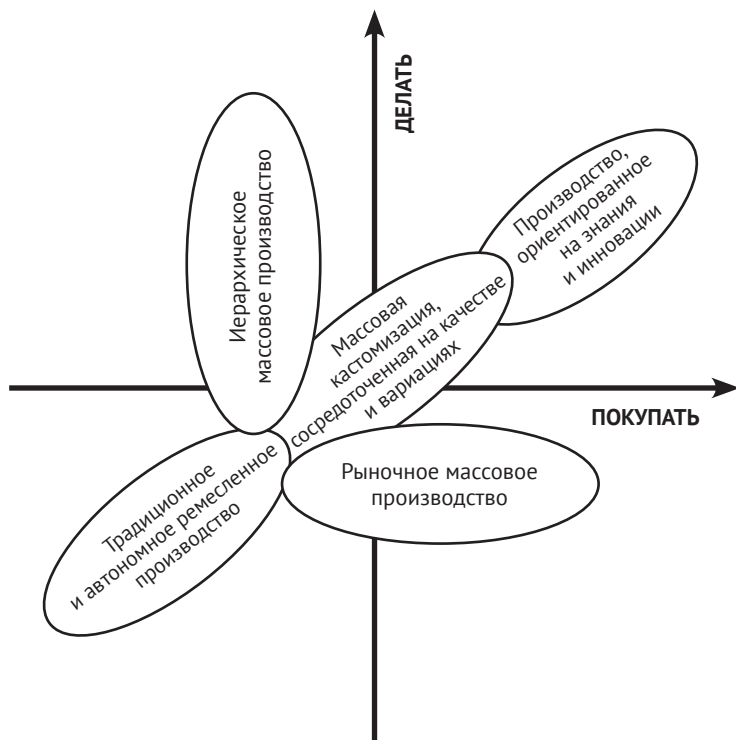 ДЕЛАТЬ
Производство,
ориентированное
на знания
и инновации
Иерархическое
массовое производство
Массовая
кастомизация,
сосредоточенная на качестве
и вариациях
ПОКУПАТЬ
Рыночное массовое
производство
Традиционное
и автономное ремесленное
производство